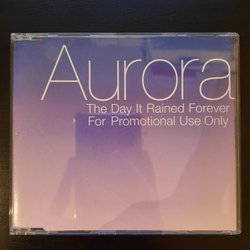 Aurora
The Day It Rained Forever
For Promotional Use Only